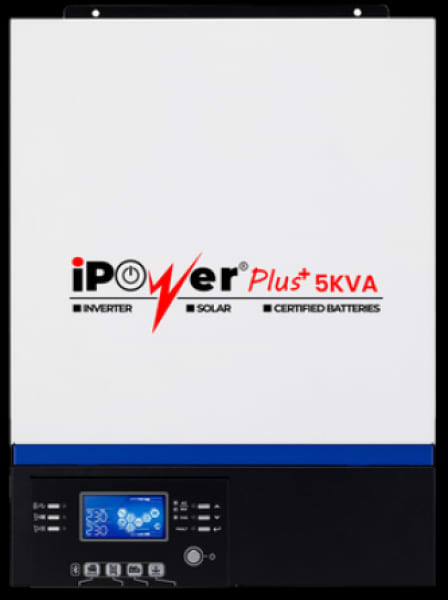 iPOWer® Plus+ 5KVA
■ INVERTER ■ SOLAR ■ CERTIFIED BATTERIES